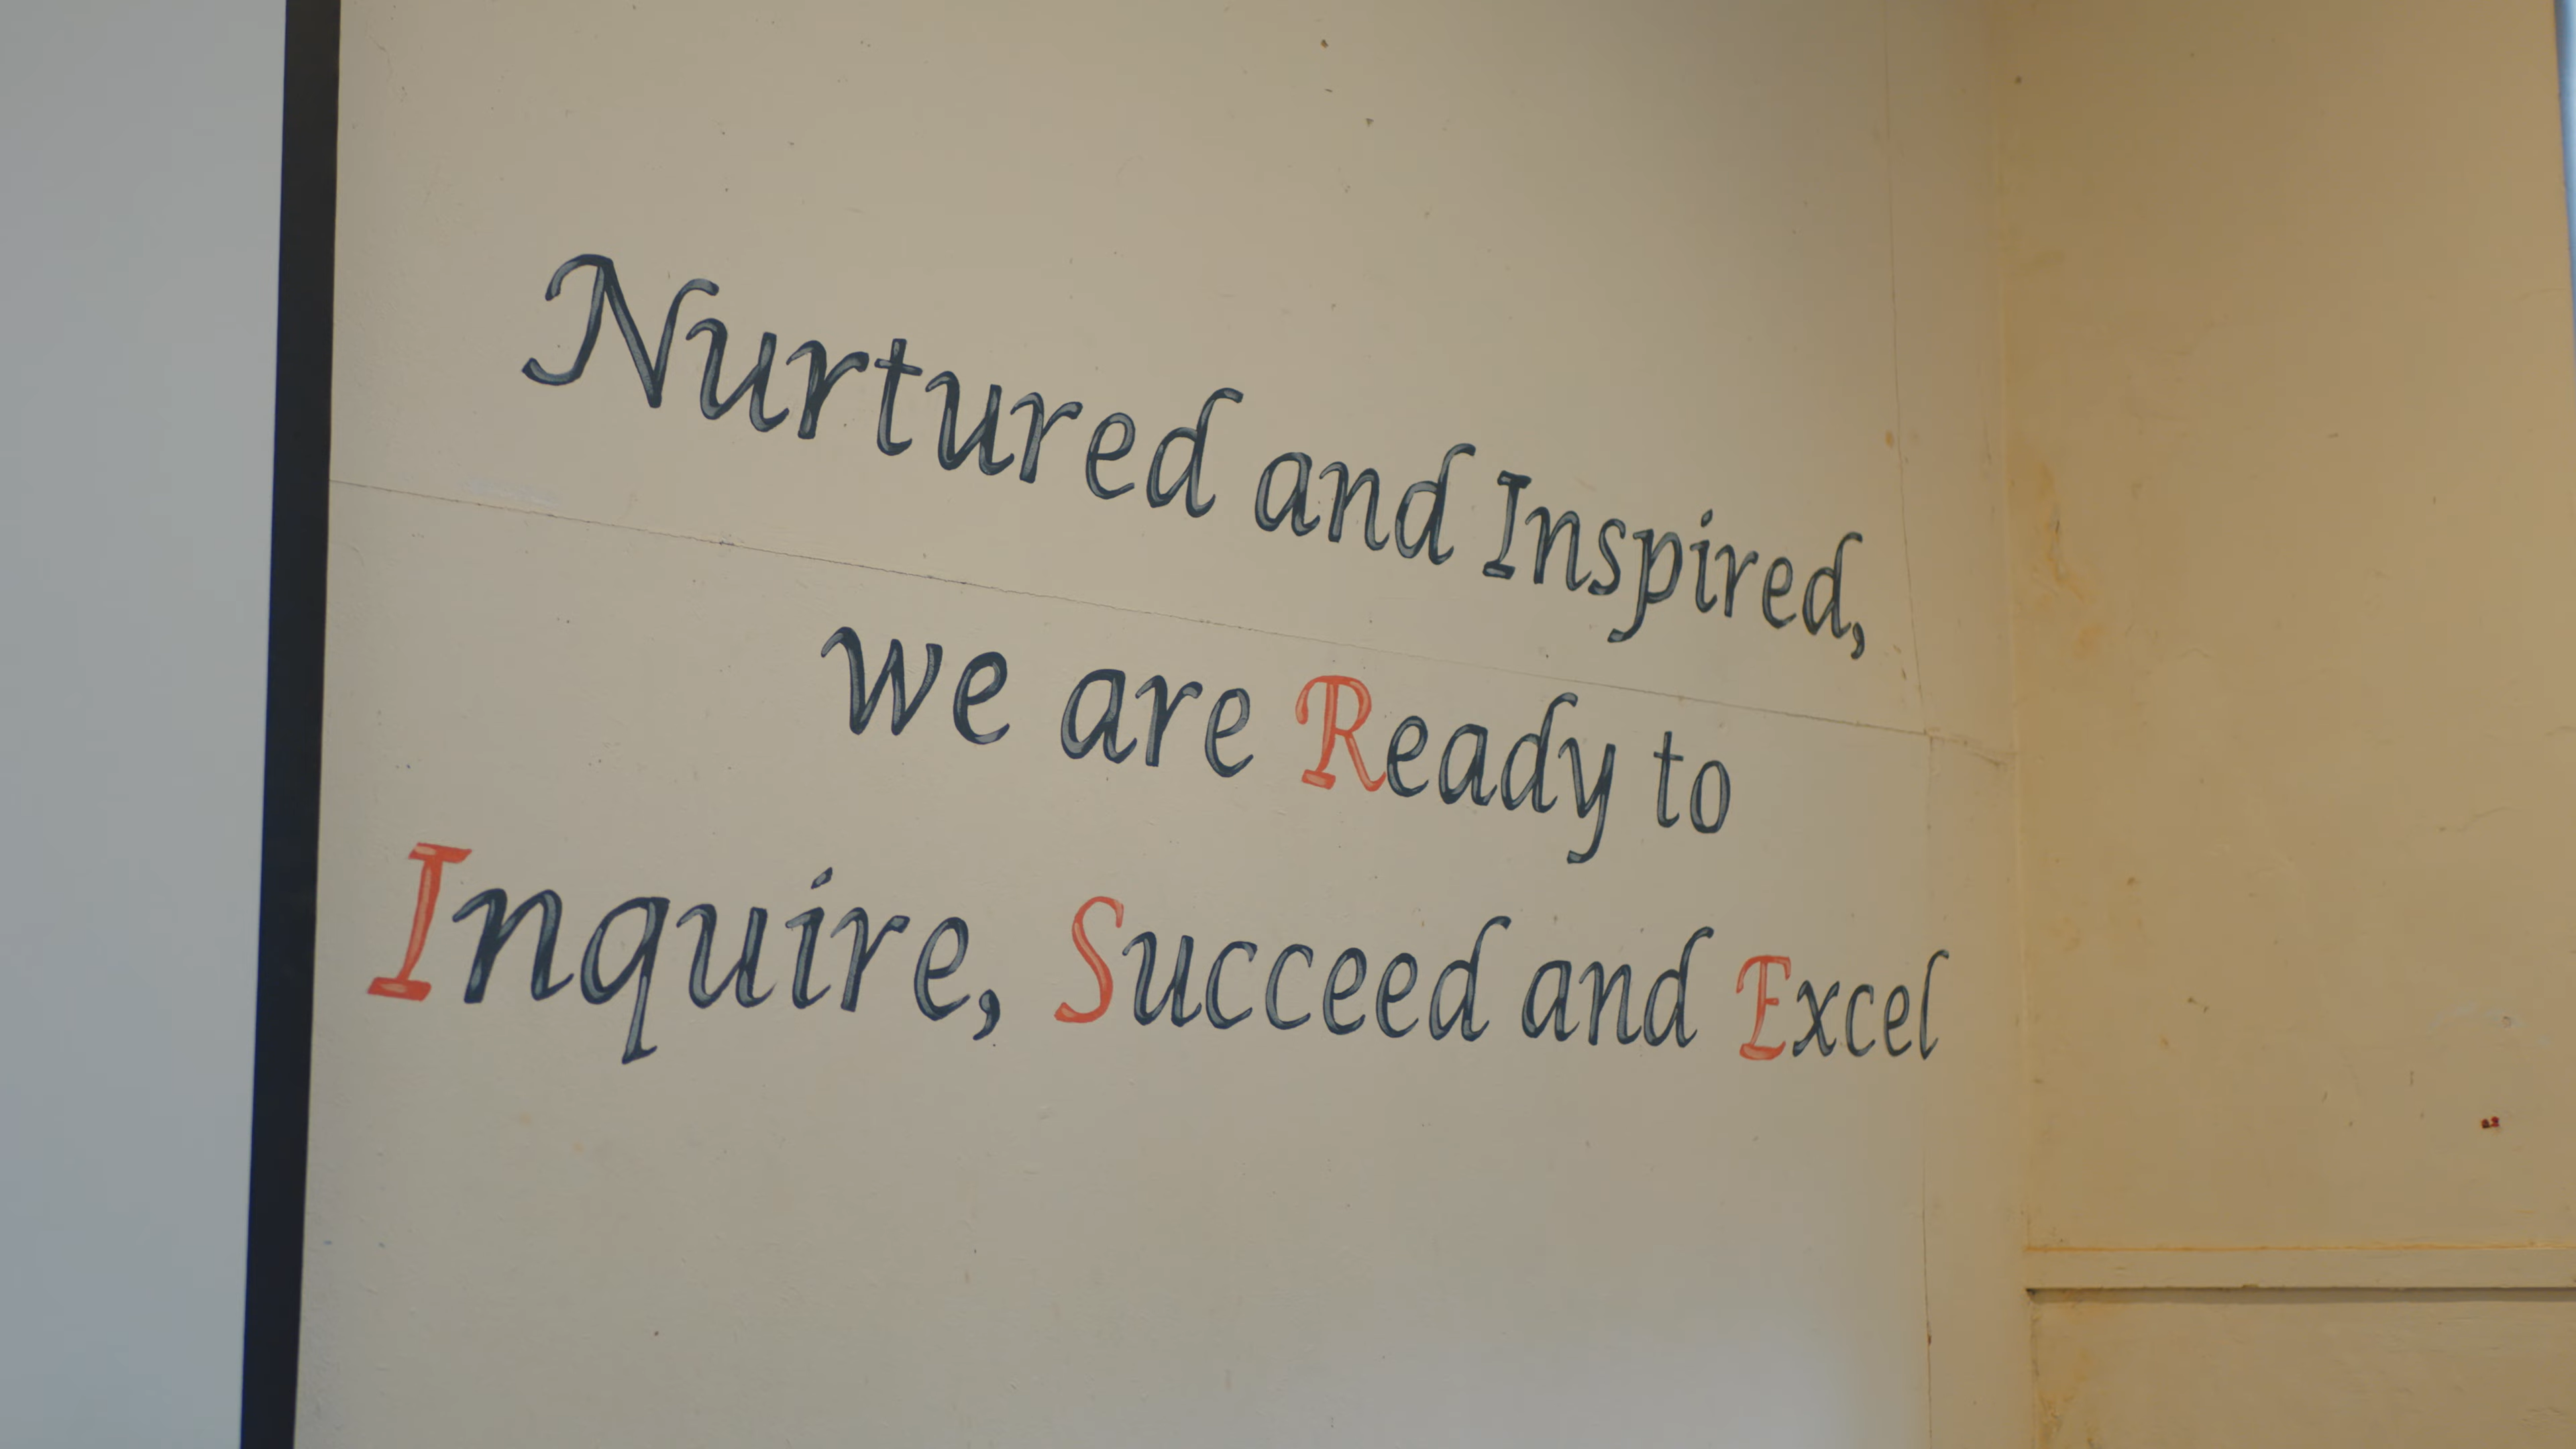 Nurtured and Inspired,
we are Ready to
Inquire, Succeed and Excel